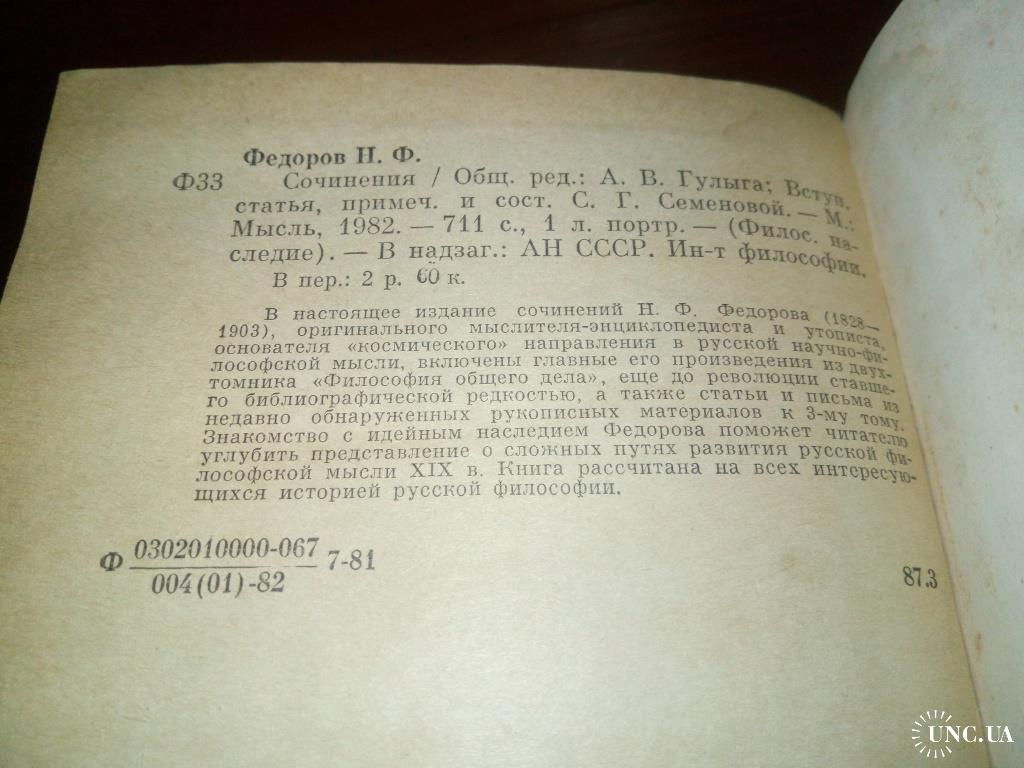 Федоров Н. Ф.
Ф33 Сочинения / Общ. ред.: А. В. Гулыга; Вступ.
статья, примеч. и сост. С. Г. Семеновой. — М.:
Мысль, 1982. — 711 с., 1 л. портр. — (Филос. на-
следие). — В надзаг.: АН СССР. Ин-т философии.
В пер.: 2 р. 60 к.
В настоящее издание сочинений Н. Ф. Федорова (1828—
1903), оригинального мыслителя-энциклопедиста и утописта,
основателя «космического» направления в русской научно-фи-
лософской мысли, включены главные его произведения из двух-
томника «Философия общего дела», еще до революции ставше-
го библиографической редкостью, а также статьи и письма из
недавно обнаруженных рукописных материалов к 3-му тому.
Знакомство с идейным наследием Федорова поможет читателю
углубить представление о сложных путях развития русской фи-
лософской мысли XIX в. Книга рассчитана на всех интересую-
щихся историей русской философии.
Ф 0302010000-067 7-81
004(01)-82
87.3
UNC.UA